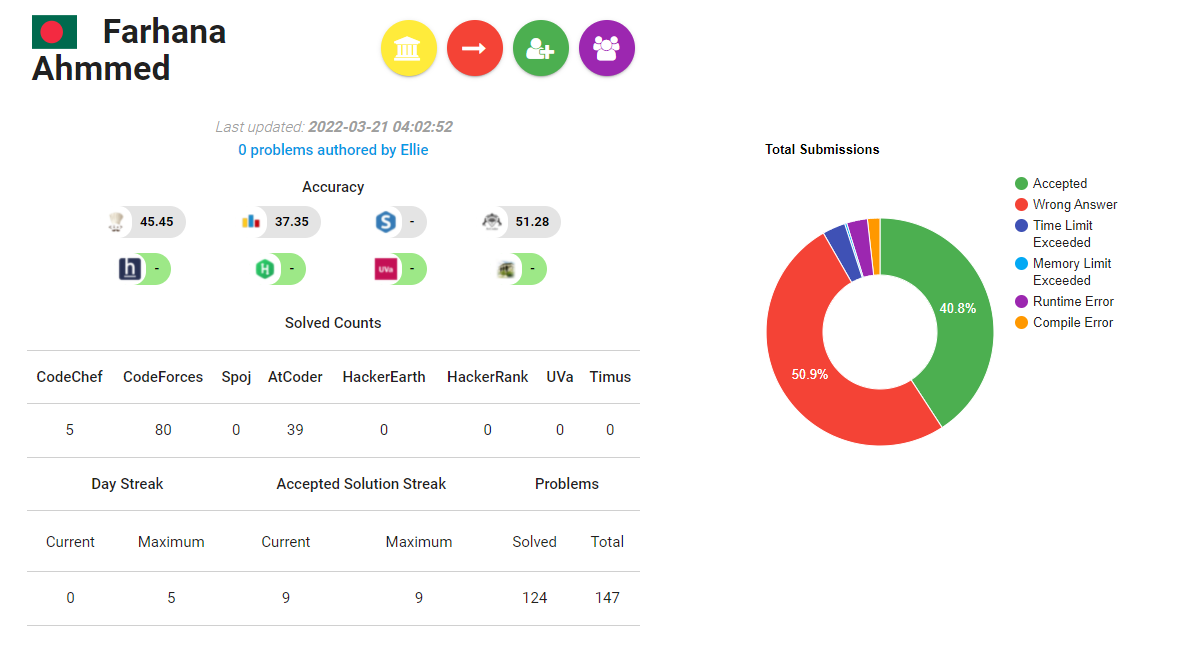 Farhana
Ahmmed
Last updated: 2022-03-21 04:02:52
0 problems authored by Ellie
Accuracy
45.45 37.35 S - 51.28
h - H - UVa - -
Solved Counts
CodeChef CodeForces Spoj AtCoder HackerEarth HackerRank UVa Timus
5 80 0 39 0 0 0 0
Day Streak Accepted Solution Streak Problems
Current Maximum Current Maximum Solved Total
0 5 9 9 124 147
Total Submissions
Accepted
Wrong Answer
Time Limit
Exceeded
Memory Limit
Exceeded
Runtime Error
Compile Error
40.8%
50.9%